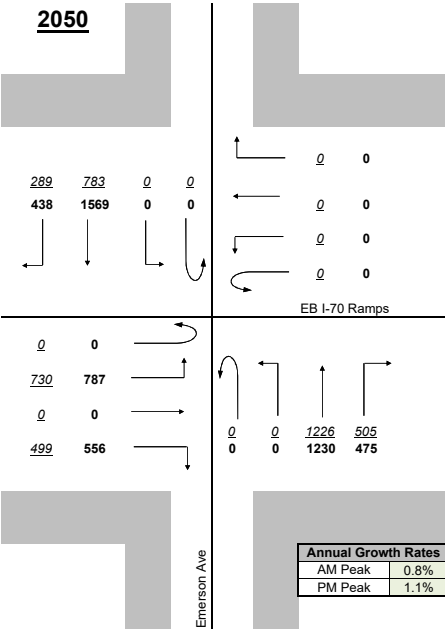 2050
289 783 0 0
438 1569 0 0
0 0
0 0
0 0
0 0
EB I-70 Ramps
0 0
730 787
0 0
499 556
0 0 1226 505
0 0 1230 475
Emerson Ave
Annual Growth Rates
AM Peak 0.8%
PM Peak 1.1%